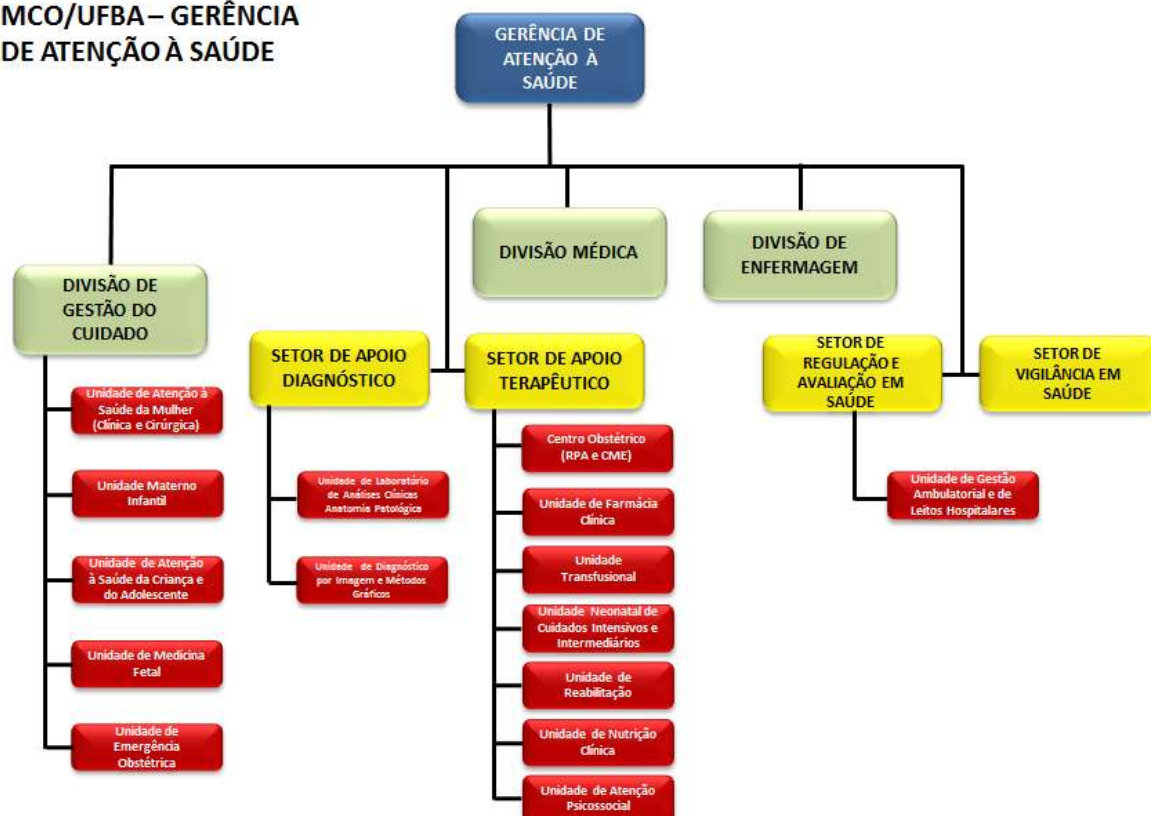 MCO/UFBA – GERÊNCIA
DE ATENÇÃO À SAÚDE
GERÊNCIA DE
ATENÇÃO À
SAÚDE
DIVISÃO MÉDICA
DIVISÃO DE
ENFERMAGEM
DIVISÃO DE
GESTÃO DO
CUIDADO
SETOR DE APOIO
DIAGNÓSTICO
SETOR DE APOIO
TERAPÊUTICO
SETOR DE
REGULAÇÃO E
AVALIAÇÃO EM
SAÚDE
SETOR DE
VIGILÂNCIA EM
SAÚDE
Unidade de Atenção à
Saúde da Mulher
(Clínica e Cirúrgica)
Unidade Materno
Infantil
Unidade de Atenção
à Saúde da Criança e
do Adolescente
Unidade de Medicina
Fetal
Unidade de
Emergência
Obstétrica
Unidade de Laboratório
de Análises Clínicas
Anatomia Patológica
Unidade de Diagnóstico
por Imagem e Métodos
Gráficos
Centro Obstétrico
(RPA e CME)
Unidade de Farmácia
Clínica
Unidade
Transfusional
Unidade Neonatal de
Cuidados Intensivos e
Intermediários
Unidade de
Reabilitação
Unidade de Nutrição
Clínica
Unidade de Atenção
Psicossocial
Unidade de Gestão
Ambulatorial e de
Leitos Hospitalares